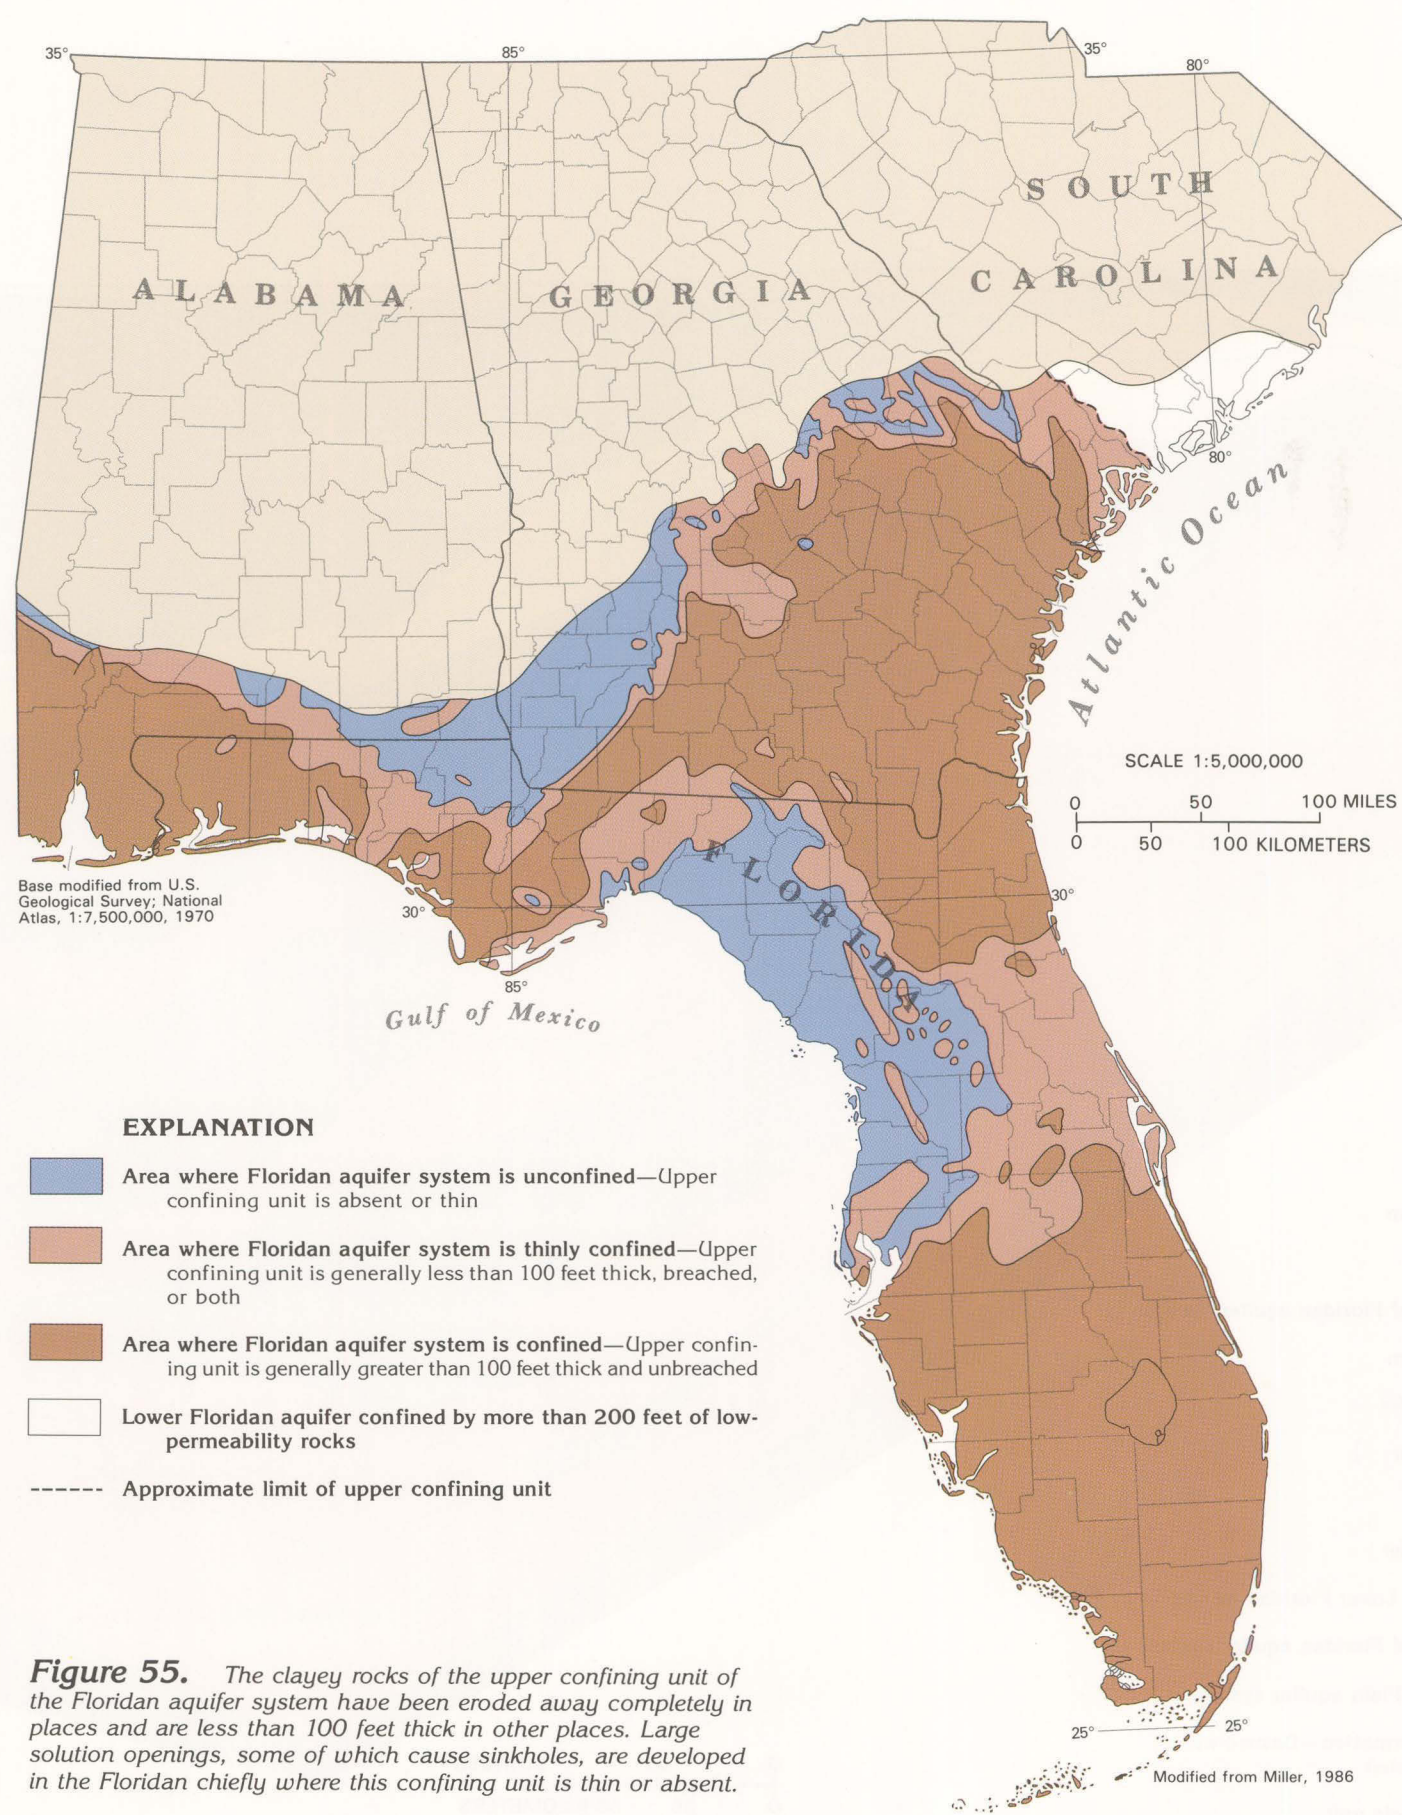 35°
85°
35°
80°
SOUTH
CAROLINA
ALABAMA
GEORGIA
80°
Atlantic Ocean
SCALE 1:5,000,000
0 50 100 MILES
0 50 100 KILOMETERS
FLORIDA
Base modified from U.S.
Geological Survey; National
Atlas, 1:7,500,000, 1970
30°
30°
85°
Gulf of Mexico
EXPLANATION
Area where Floridan aquifer system is unconfined—Upper
confining unit is absent or thin
Area where Floridan aquifer system is thinly confined—Upper
confining unit is generally less than 100 feet thick, breached,
or both
Area where Floridan aquifer system is confined—Upper confin-
ing unit is generally greater than 100 feet thick and unbreached
Lower Floridan aquifer confined by more than 200 feet of low-
permeability rocks
Approximate limit of upper confining unit
Figure 55. The clayey rocks of the upper confining unit of
the Floridan aquifer system have been eroded away completely in
places and are less than 100 feet thick in other places. Large
solution openings, some of which cause sinkholes, are developed
in the Floridan chiefly where this confining unit is thin or absent.
25°
25°
Modified from Miller, 1986